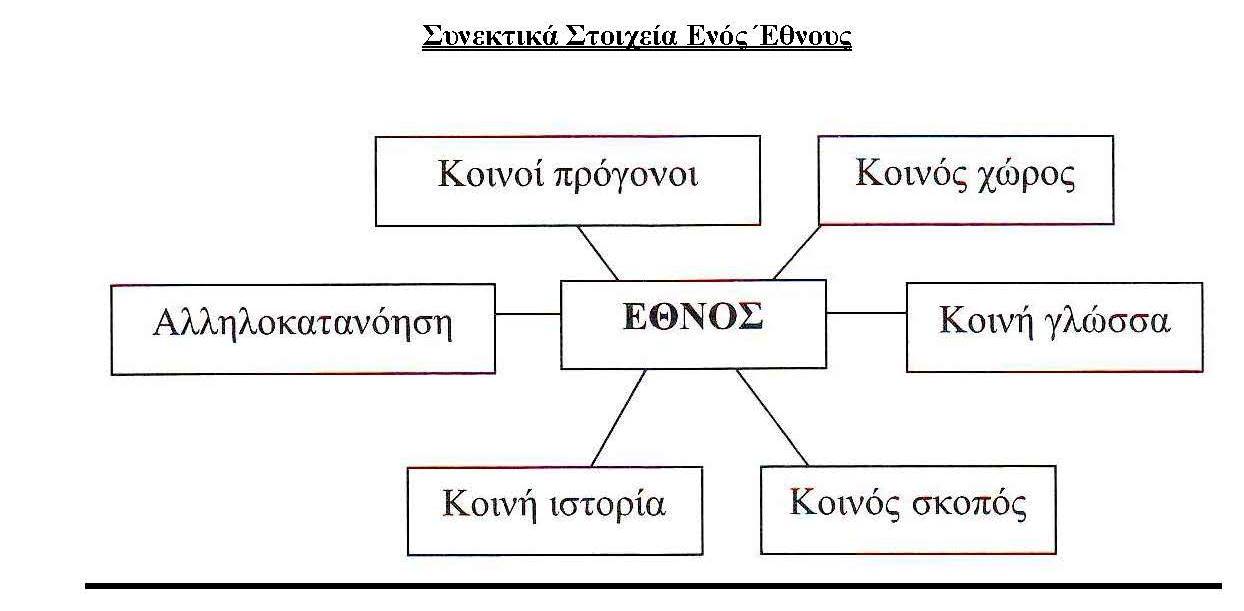 Συνεκτικά Στοιχεία Ενός Έθνους
Κοινοί πρόγονοι
Κοινός χώρος
Αλληλοκατανόηση
ΕΘΝΟΣ
Κοινή γλώσσα
Κοινή ιστορία
Κοινός σκοπός